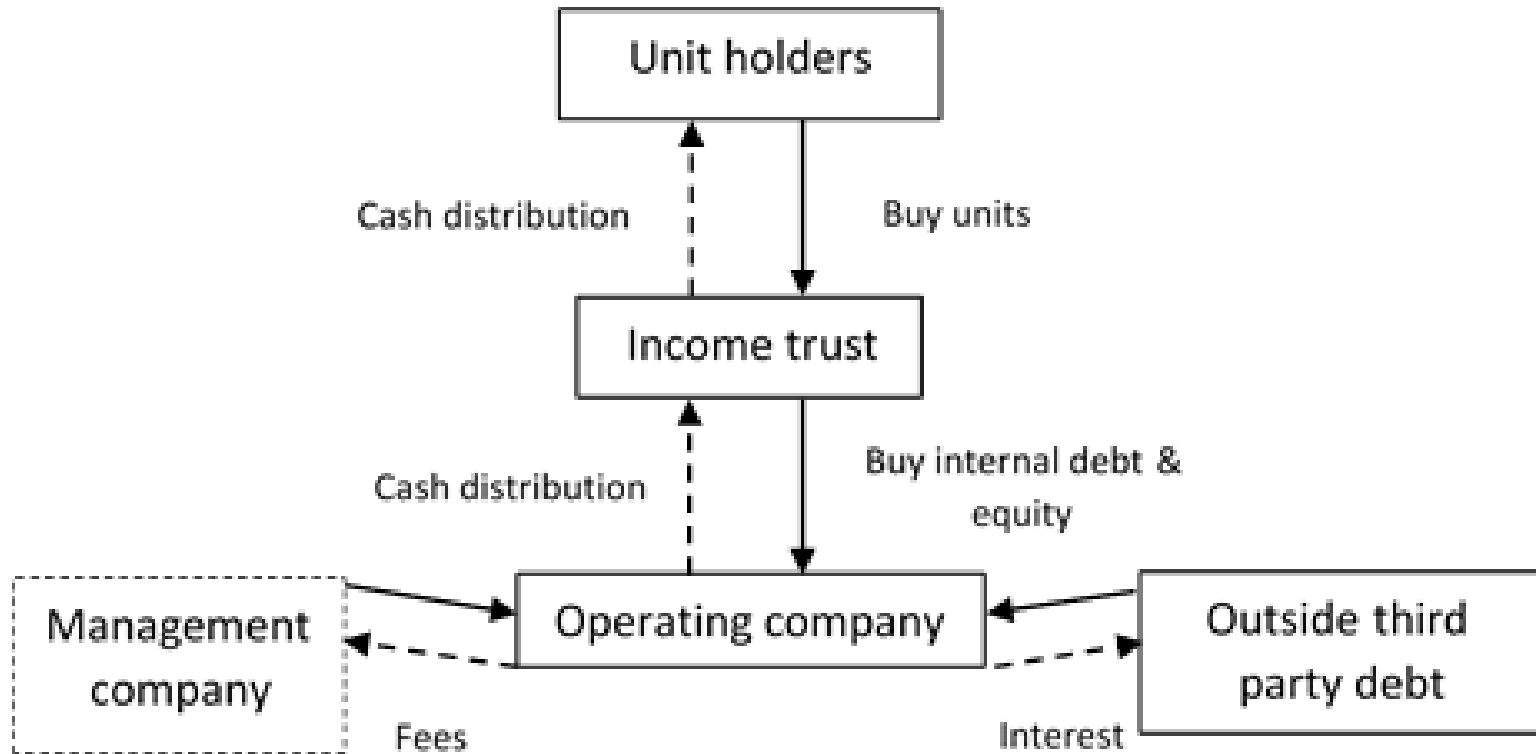 Unit holders
Cash distribution
Buy units
Income trust
Cash distribution
Buy internal debt &
equity
Management
company
Operating company
Outside third
party debt
Fees
Interest